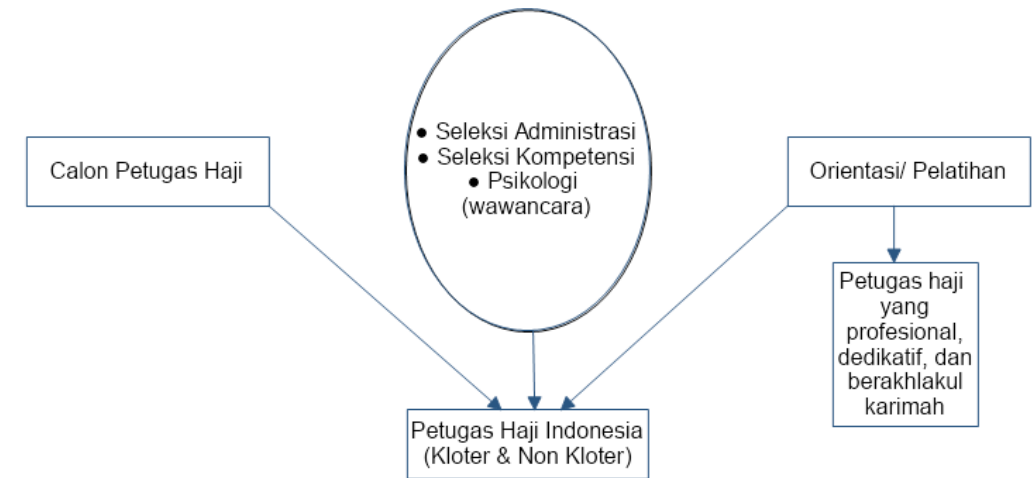 Calon Petugas Haji
● Seleksi Administrasi
● Seleksi Kompetensi
● Psikologi
(wawancara)
Orientasi/ Pelatihan
Petugas haji
yang
profesional,
dedikatif, dan
berakhlakul
karimah
Petugas Haji Indonesia
(Kloter & Non Kloter)